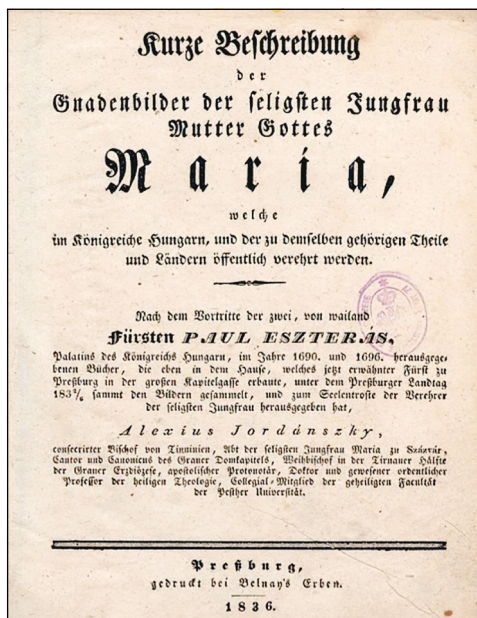 Kurze Beschreibung
der
Gnadenbilder der seligsten Jungfrau
Mutter Gottes
Maria,
welche
im Königreiche Hungarn, und der zu demselben gehörigen Theile
und Ländern öffentlich verehrt werden.
Nach dem Vortritte der zwei, von wailand
Fürsten PAUL ESZTERÁS,
Palatins des Königreichs Hungarn, im Jahre 1690. und 1696. herausgege-
benen Bücher, die eben in dem Hause, welches jetzt erwähnter Fürst zu
Preßburg in der großen Kapitelgasse erbaute, unter dem Preßburger Landtag
183⅖ sammt den Bildern gesammelt, und zum Seelentroste der Verehrer
der seligsten Jungfrau herausgegeben hat,
Alexius Jordánszky,
consecrirter Bischof von Tinninien, Abt der seligsten Jungfrau Maria zu
Cantor und Canonicus des Graner Domkapitels, Weihbischof in der Tirnauer Hälfte
der Graner Erzdiözese, apostolischer Protonotár, Doktor und gewesener ordentlicher
Professor der heiligen Theologie, Collegial-Mitglied der geheiligten Facultät
der Pesther Universität.
Preßburg,
gedruckt bei Belnay's Erben.
1836.